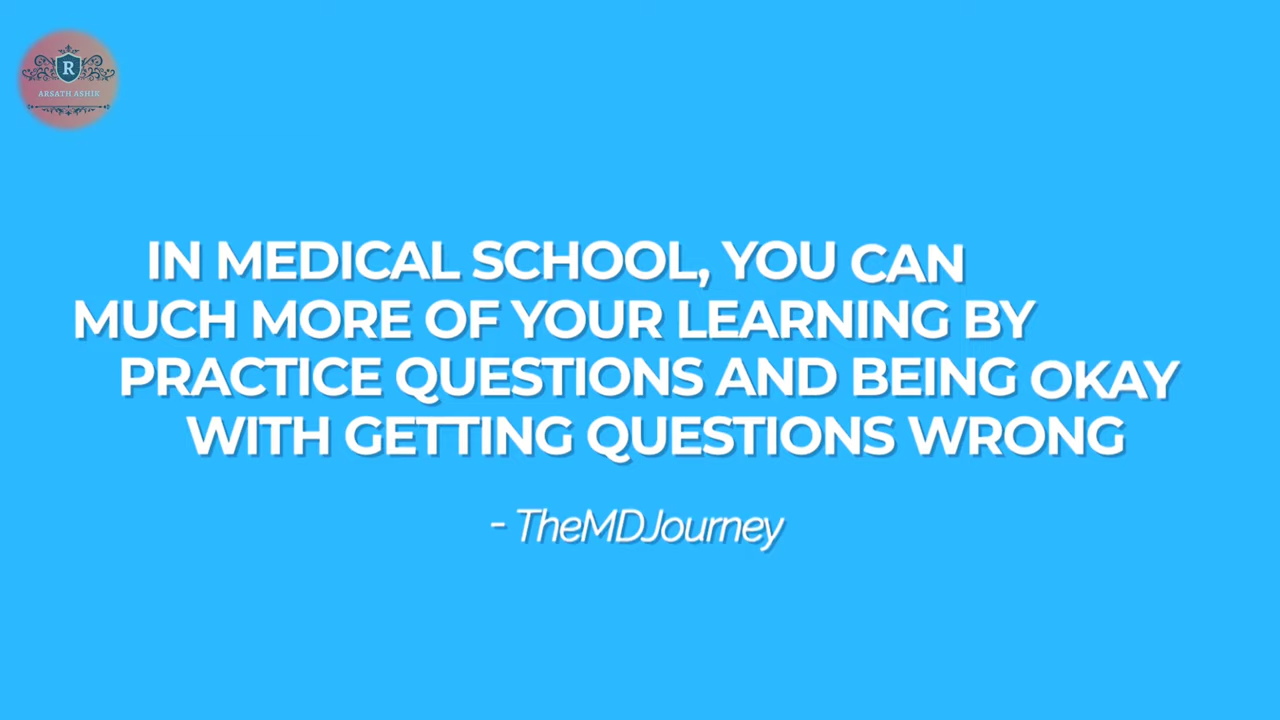 R
ARSATH ASHIK
IN MEDICAL SCHOOL, YOU CAN
MUCH MORE OF YOUR LEARNING BY
PRACTICE QUESTIONS AND BEING OKAY
WITH GETTING QUESTIONS WRONG
- TheMDJourney